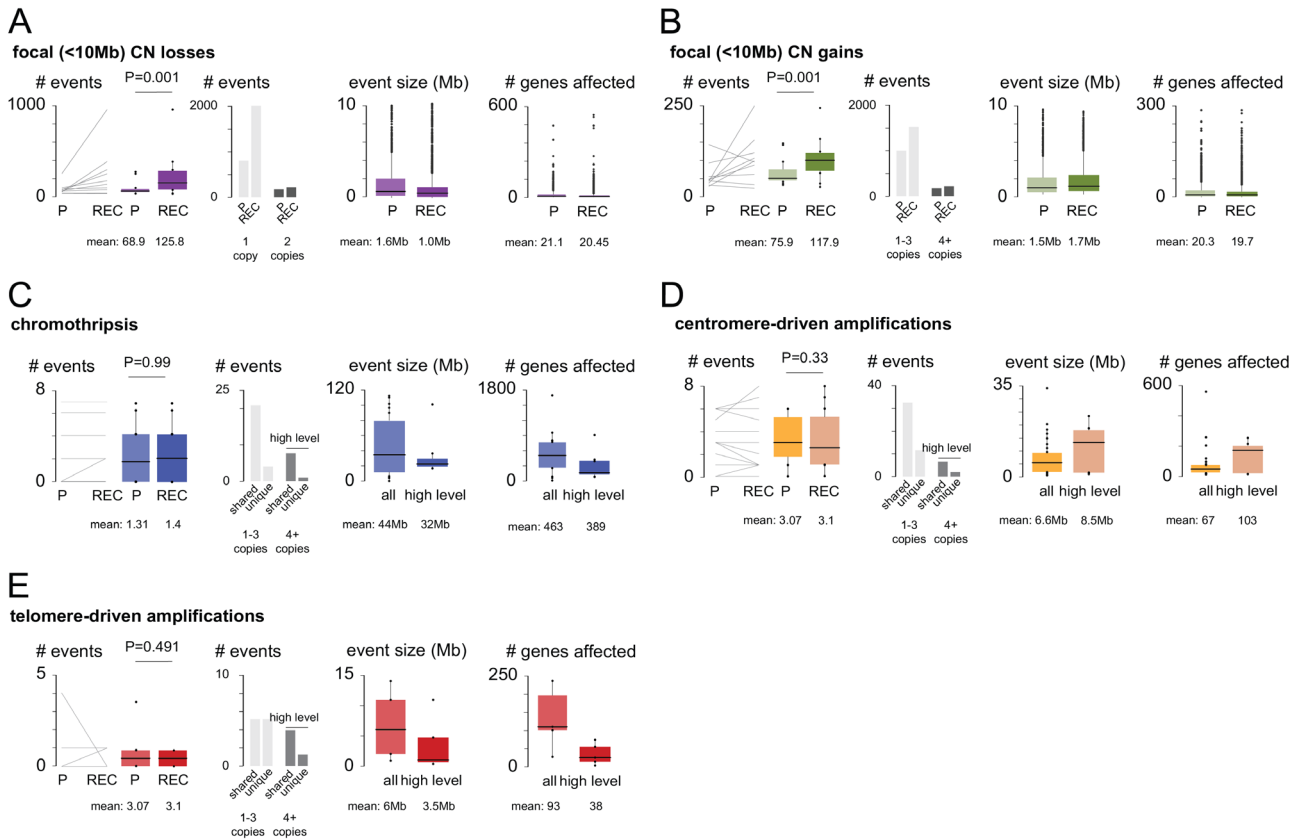 A
focal (<10Mb) CN losses
# events
P=0.001
# events
event size (Mb)
# genes affected
1000
0
P
REC
P
REC
2000
0
P
REC
1
copy
2
copies
10
0
P
REC
600
0
P
REC
mean: 68.9
125.8
mean: 1.6Mb
1.0Mb
mean:
21.1
20.45
B
focal (<10Mb) CN gains
# events
P=0.001
# events
event size (Mb)
# genes affected
250
0
P
REC
P
REC
2000
0
P
REC
P
REC
1-3
copies
4+
copies
10
0
P
REC
300
0
P
REC
mean:
75.9
117.9
mean: 1.5Mb
1.7Mb
mean: 20.3
19.7
C
chromothripsis
# events
P=0.99
# events
event size (Mb)
# genes affected
8
0
P
REC
P
REC
25
0
high level
shared
unique
shared
unique
1-3
copies
4+
copies
120
0
all
high level
1800
0
all
high level
mean: 1.31
1.4
mean: 44Mb
32Mb
mean: 463
389
D
centromere-driven amplifications
# events
P=0.33
# events
event size (Mb)
# genes affected
8
0
P
REC
P
REC
40
0
high level
shared
unique
shared
unique
1-3
copies
4+
copies
35
0
all
high level
600
0
all
high level
mean: 3.07
3.1
mean: 6.6Mb
8.5Mb
mean: 67
103
E
telomere-driven amplifications
# events
P=0.491
# events
event size (Mb)
# genes affected
5
0
P
REC
P
REC
10
0
high level
shared
unique
shared
unique
1-3
copies
4+
copies
15
0
all high level
250
0
all high level
mean: 3.07
3.1
mean: 6Mb
3.5Mb
mean: 93
38